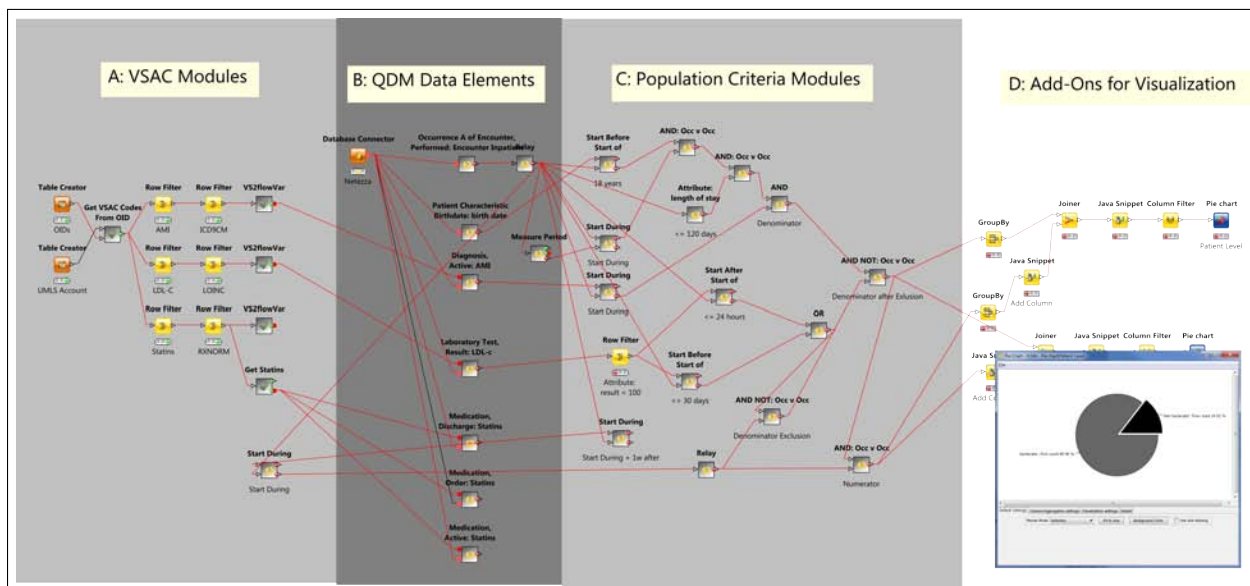 A: VSAC Modules
B: QDM Data Elements
C: Population Criteria Modules
D: Add-Ons for Visualization
Table Creator
OIDs
Table Creator
UMLS Account
Get VSAC Codes
From OID
Row Filter
AMI
Row Filter
ICD9CM
VS2flowVar
Row Filter
LDL-C
Row Filter
LOINC
VS2flowVar
Row Filter
Statins
Row Filter
RXNORM
VS2flowVar
Get Statins
Start During
Start During
Database Connector
Netezza
Occurrence A of Encounter,
Performed: Encounter Inpatient
Relay
Patient Characteristic
Birthdate: birth date
Measure Period
Diagnosis,
Active: AMI
Laboratory Test,
Result: LDL-c
Medication,
Discharge: Statins
Medication,
Order: Statins
Medication,
Active: Statins
Start Before
Start of
18 years
AND: Occ v Occ
AND: Occ v Occ
Attribute:
length of stay
<= 120 days
AND
Denominator
Start During
Start During
Start During
Start During
Start After
Start of
<= 24 hours
AND NOT: Occ v Occ
Denominator after Exlusion
OR
Row Filter
Attribute:
result < 100
Start Before
Start of
<= 30 days
AND NOT: Occ v Occ
Denominator Exclusion
Start During
Start During + 1w after
Relay
AND: Occ v Occ
Numerator
GroupBy
Joiner
Java Snippet
Column Filter
Pie chart
Patient Level
Java Snippet
Add Column
GroupBy
Joiner
Java Snippet
Column Filter
Pie chart